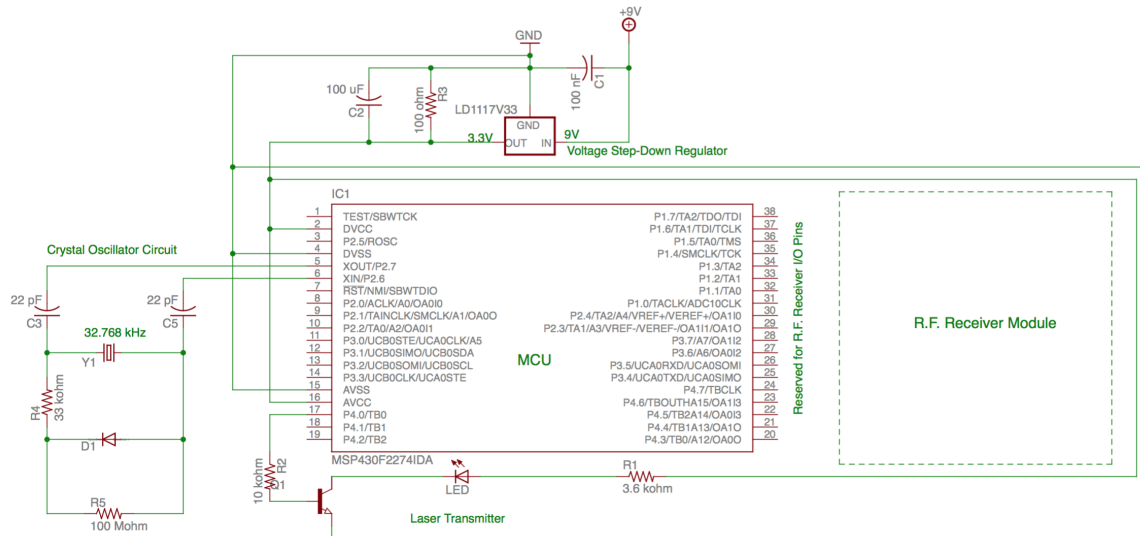 +9V
GND
100 uF
C2
100 ohm
R3
100 nF
C1
LD1117V33
GND
3.3V
OUT
IN
9V
Voltage Step-Down Regulator
IC1
1
TEST/SBWTCK
P1.7/TA2/TDO/TDI
38
2
DVCC
P1.6/TA1/TDI/TCLK
37
3
P2.5/ROSC
P1.5/TA0/TMS
36
4
DVSS
P1.4/SMCLK/TCK
35
5
XOUT/P2.7
P1.3/TA2
34
6
XIN/P2.6
P1.2/TA1
33
7
RST/NMI/SBWTDIO
P1.1/TA0
32
8
P2.0/ACLK/A0/OA0I0
P1.0/TACLK/ADC10CLK
31
9
P2.1/TAINCLK/SMCLK/A1/OA0O
P2.4/TA2/A4/VREF+/VEREF+/OA1I0
30
10
P2.2/TA0/A2/OA0I1
P2.3/TA1/A3/VREF-/VEREF-/OA1I1/OA1O
29
11
P3.0/UCB0STE/UCA0CLK/A5
P3.7/A7/OA1I2
28
12
P3.1/UCB0SIMO/UCB0SDA
P3.6/A6/OA0I2
27
13
P3.2/UCB0SOMI/UCB0SCL
P3.5/UCA0RXD/UCA0SOMI
26
14
P3.3/UCB0CLK/UCA0STE
P3.4/UCA0TXD/UCA0SIMO
25
15
AVSS
P4.7/TBCLK
24
16
AVCC
P4.6/TBOUTHA15/OA1I3
23
17
P4.0/TB0
P4.5/TB2A14/OA0I3
22
18
P4.1/TB1
P4.4/TB1A13/OA1O
21
19
P4.2/TB2
P4.3/TB0/A12/OA0O
20
MCU
MSP430F2274IDA
Reserved for R.F. Receiver I/O Pins
R.F. Receiver Module
Crystal Oscillator Circuit
22 pF
C3
22 pF
C5
32.768 kHz
Y1
R4
33 kohm
D1
R5
100 Mohm
10 kohm
R2
Q1
LED
R1
3.6 kohm
Laser Transmitter